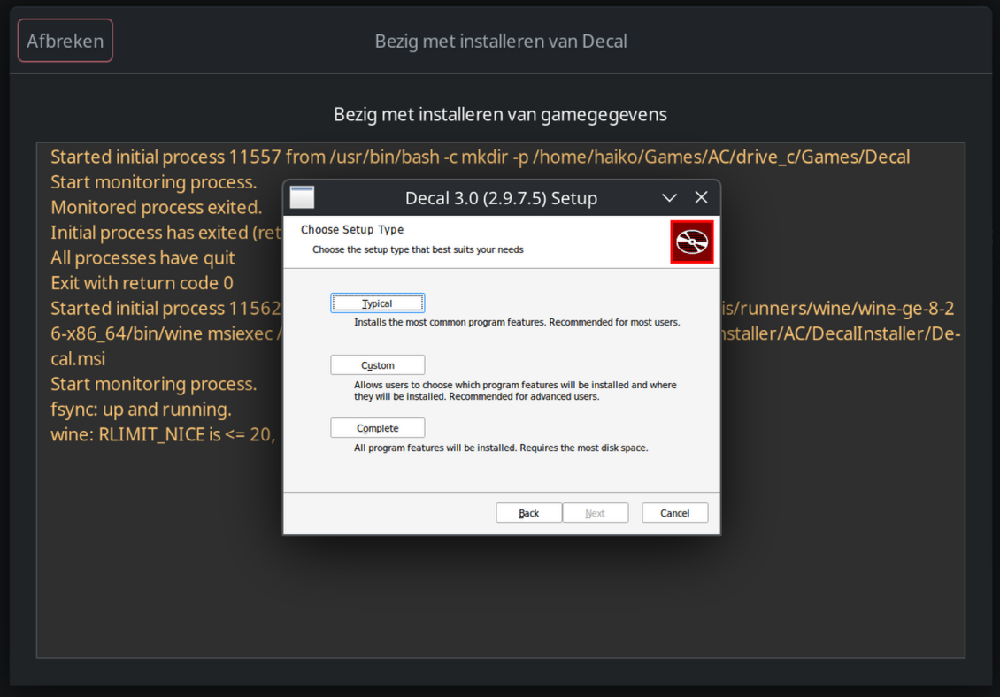 Afbreken
Bezig met installeren van Decal
Bezig met installeren van gamegegevens
Started initial process 11557 from /usr/bin/bash -c mkdir -p /home/haiko/Games/AC/drive_c/Games/Decal
Start monitoring process.
Monitored process exited.
Initial process has exited (ret
All processes have quit
Exit with return code 0
Started initial process 11562
is/runners/wine/wine-ge-8-2
6-x86_64/bin/wine msiexec /
nstaller/AC/DecalInstaller/De-
cal.msi
Start monitoring process.
fsync: up and running.
wine: RLIMIT_NICE is <= 20,
Decal 3.0 (2.9.7.5) Setup
Choose Setup Type
Choose the setup type that best suits your needs
Typical
Installs the most common program features. Recommended for most users.
Custom
Allows users to choose which program features will be installed and where
they will be installed. Recommended for advanced users.
Complete
All program features will be installed. Requires the most disk space.
Back
Next
Cancel